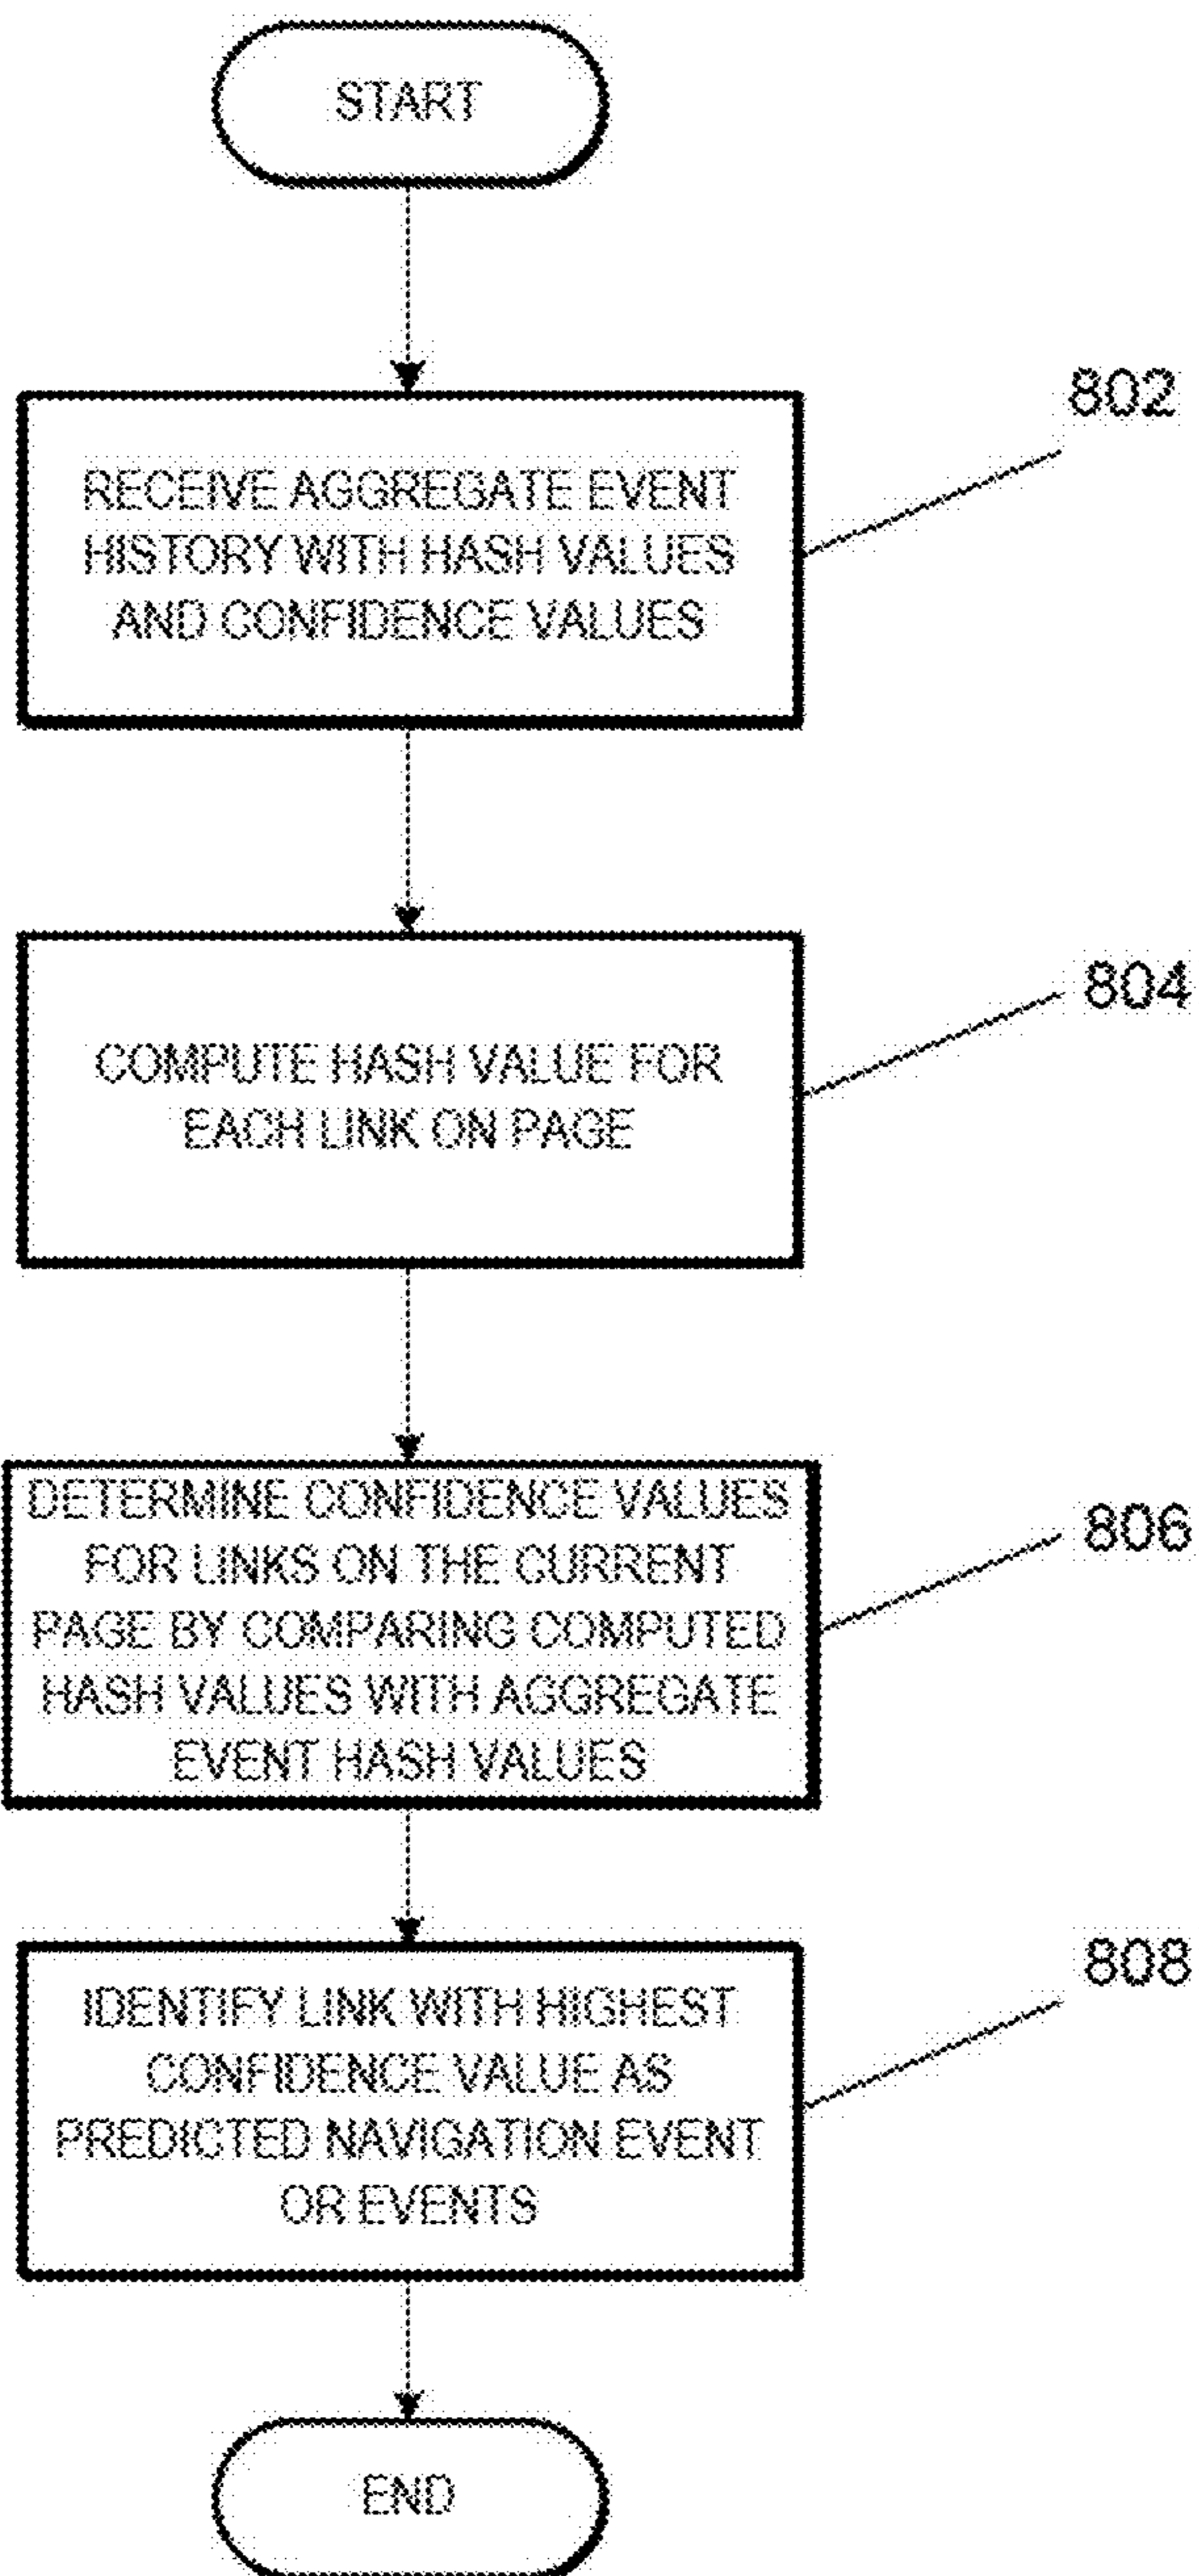 START
802
RECEIVE AGGREGATE EVENT
HISTORY WITH HASH VALUES
AND CONFIDENCE VALUES
804
COMPUTE HASH VALUE FOR
EACH LINK ON PAGE
806
DETERMINE CONFIDENCE VALUES
FOR LINKS ON THE CURRENT
PAGE BY COMPARING COMPUTED
HASH VALUES WITH AGGREGATE
EVENT HASH VALUES
808
IDENTIFY LINK WITH HIGHEST
CONFIDENCE VALUE AS
PREDICTED NAVIGATION EVENT
OR EVENTS
END